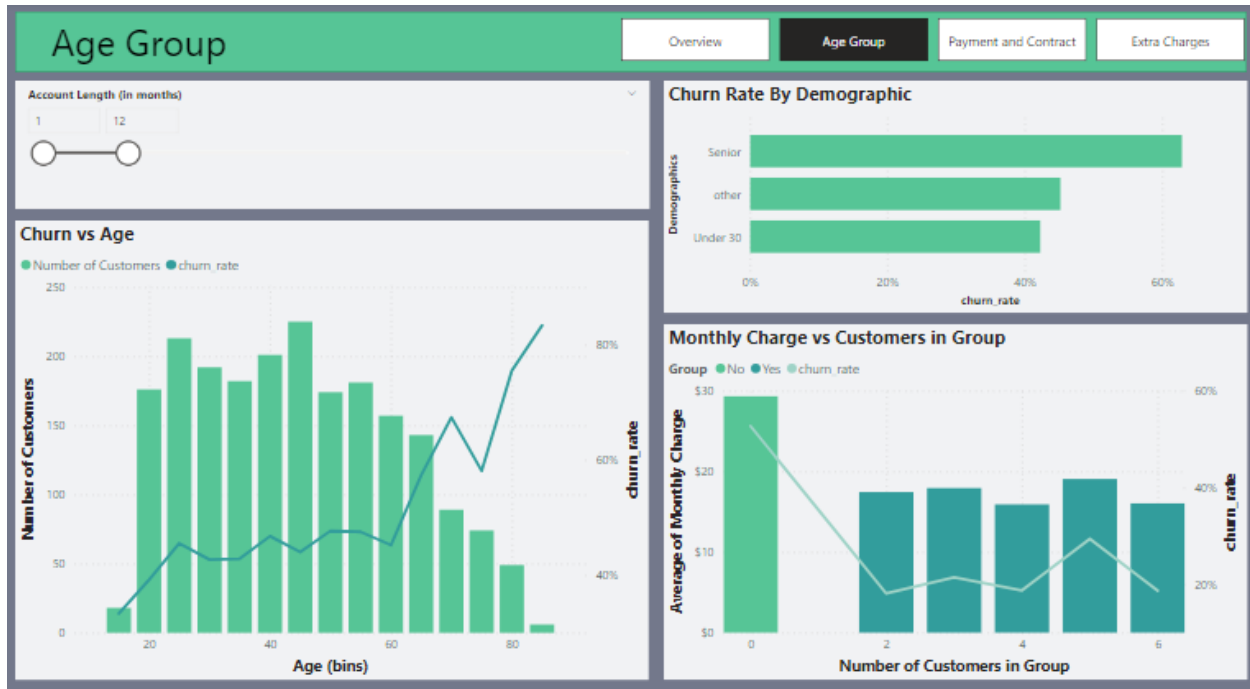 Age Group
Overview
Age Group
Payment and Contract
Extra Charges
Account Length (in months)
1
12
Churn Rate By Demographic
Demographics
Senior
other
Under 30
0%
20%
40%
60%
churn_rate
Churn vs Age
Number of Customers churn_rate
Number of Customers
250
200
150
100
50
0
80%
60%
40%
churn_rate
20
40
60
80
Age (bins)
Monthly Charge vs Customers in Group
Group No Yes churn_rate
Average of Monthly Charge
$30
$20
$10
$0
60%
40%
20%
churn_rate
0
2
4
6
Number of Customers in Group